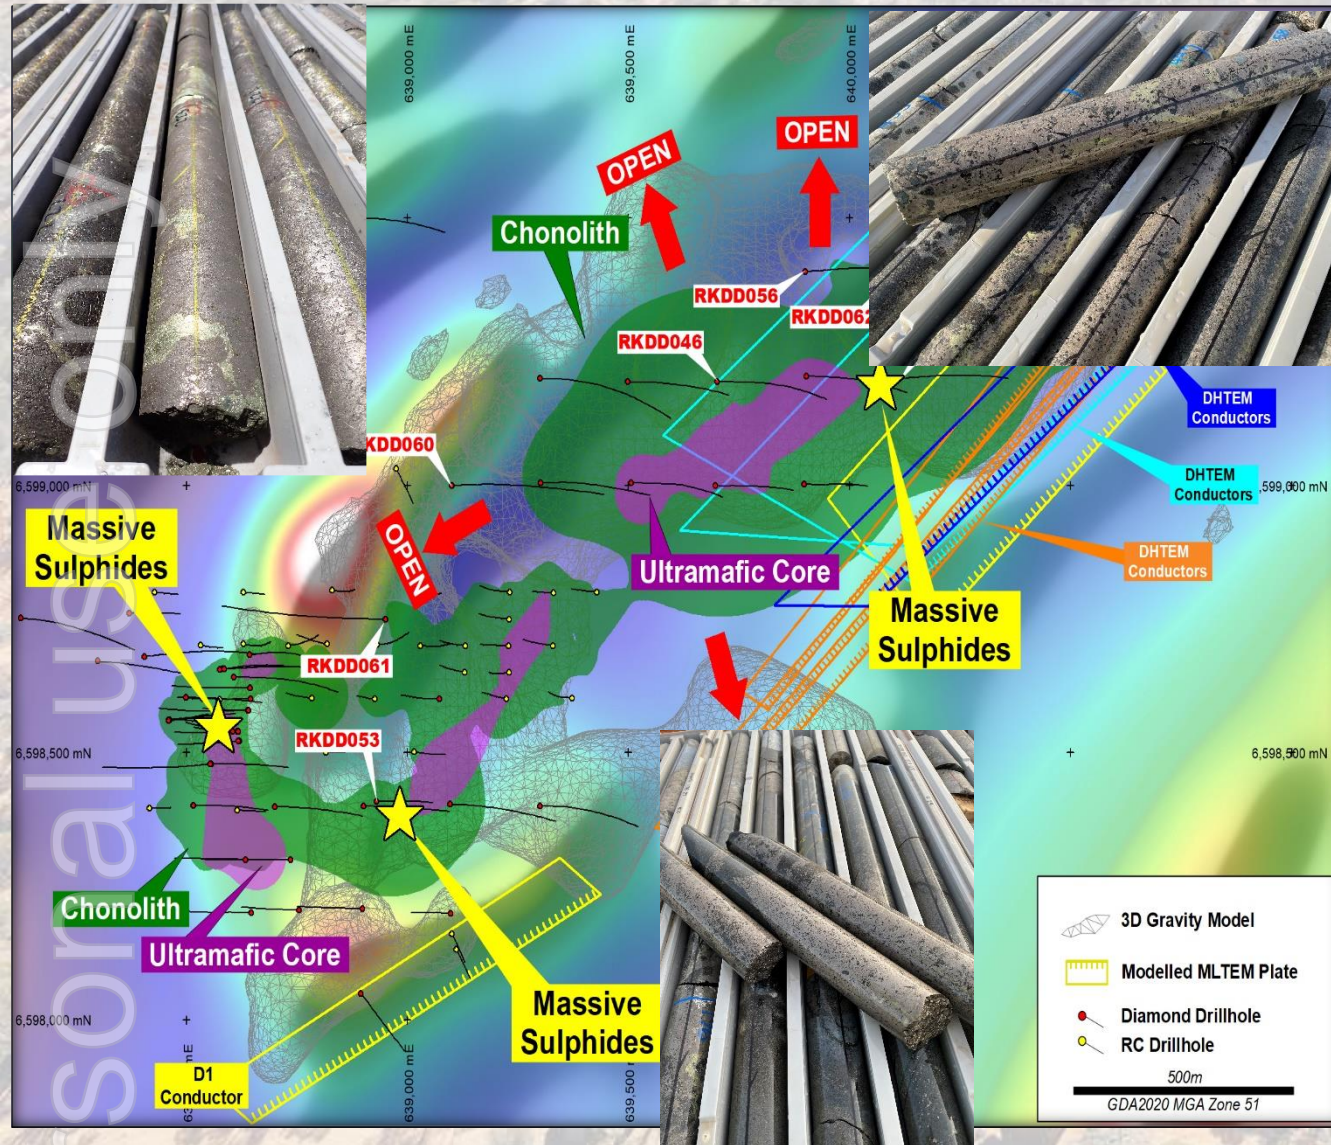 sonal use only
639,000 mE
639,500 mE
640,000 mE
OPEN
OPEN
Chonolith
RKDD056
RKDD062
RKDD046
DHTEM
Conductors
KDD060
DHTEM
Conductors
6,599,000 mN
,599,000 mN
Massive
Sulphides
OPEN
Ultramafic Core
DHTEM
Conductors
Massive
Sulphides
RKDD061
RKDD053
6,598,500 mN
6,598,500 mN
Chonolith
Ultramafic Core
Massive
Sulphides
3D Gravity Model
Modelled MLTEM Plate
Diamond Drillhole
RC Drillhole
500m
GDA2020 MGA Zone 51
6,598,000 mN
D1
Conductor
mE
639,000 mE
639,500